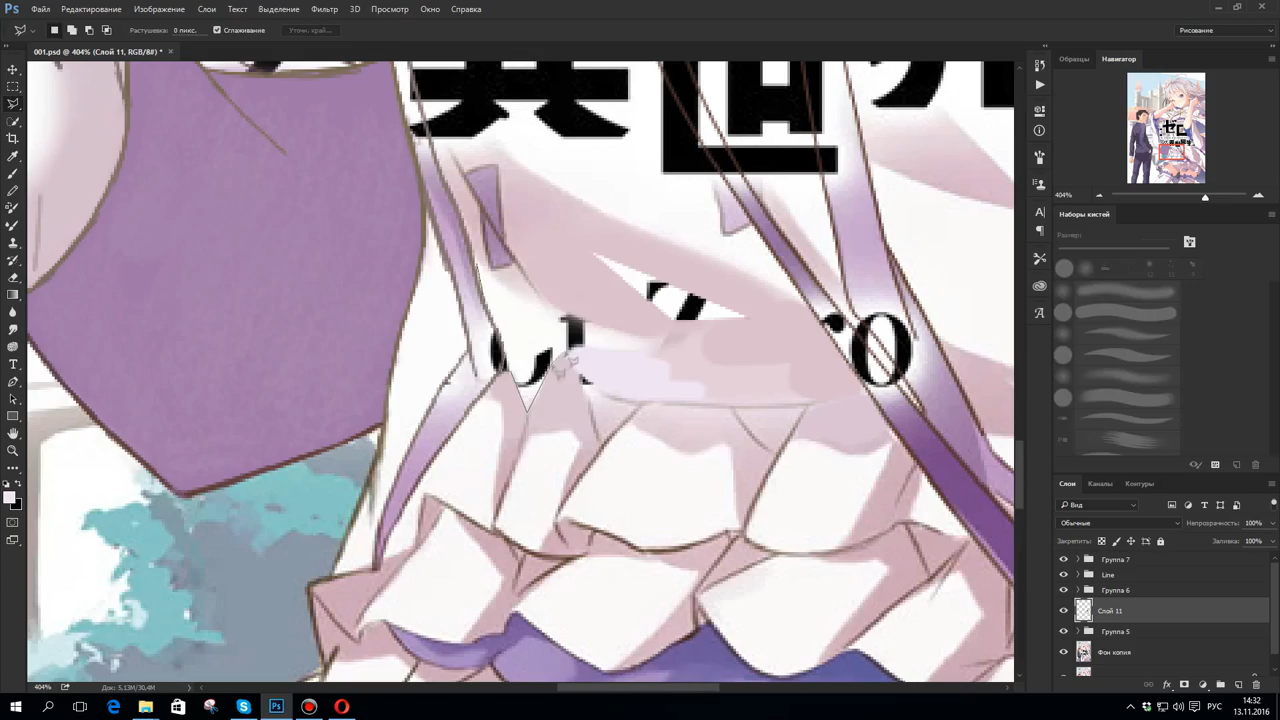 Ps Файл Редактирование Изображение Слои Текст Выделение Фильтр 3D Просмотр Окно Справка
Растушевка: 0 пикс. Сглаживание Уточн. край... Рисование
001.psd @ 404% (Слой 11, RGB/8#) * ×
Образцы Навигатор
404%
Наборы кистей
Размер:
Слои Каналы Контуры
Вид
Обычные Непрозрачность: 100%
Закрепить: Заливка: 100%
Группа 7
Line
Группа 6
Слой 11
Группа 5
Фон копия
404% Док: 5,13M/30,4M
РУС 14:32
13.11.2016